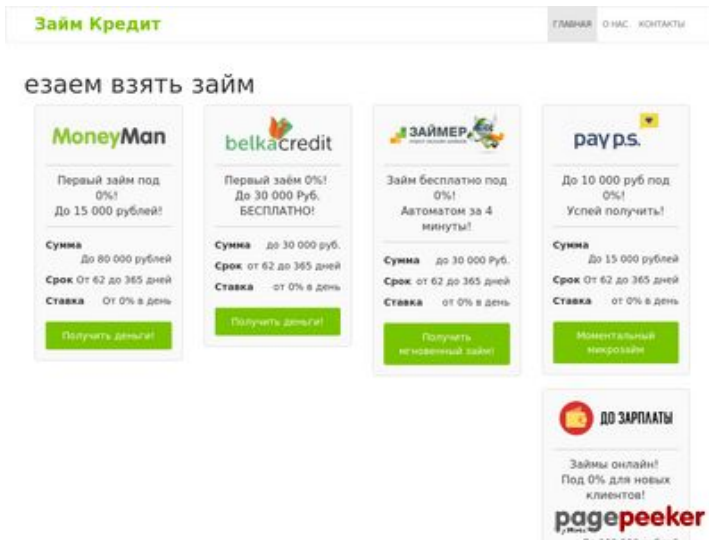 Займ Кредит
ГЛАВНАЯ О НАС КОНТАКТЫ
езаем взять займ
MoneyMan
Первый займ под
0%!
До 15 000 рублей!
Сумма
До 80 000 рублей
Срок От 62 до 365 дней
Ставка От 0% в день
Получить деньги!
belkacredit
Первый заём 0%!
До 30 000 Руб.
БЕСПЛАТНО!
Сумма до 30 000 руб.
Срок от 62 до 365 дней
Ставка от 0% в день
Получить деньги!
ЗАЙМЕР
Займ бесплатно под
0%!
Автоматом за 4
минуты!
Сумма до 30 000 Руб.
Срок от 62 до 365 дней
Ставка от 0% в день
Получить
мгновенный займ!
pay p.s.
До 10 000 руб под
0%!
Успей получить!
Сумма
До 15 000 рублей
Срок От 62 до 365 дней
Ставка От 0% в день
Моментальный
микрозайм
ДО ЗАРПЛАТЫ
Займы онлайн!
Под 0% для новых
клиентов!
pagepeeker